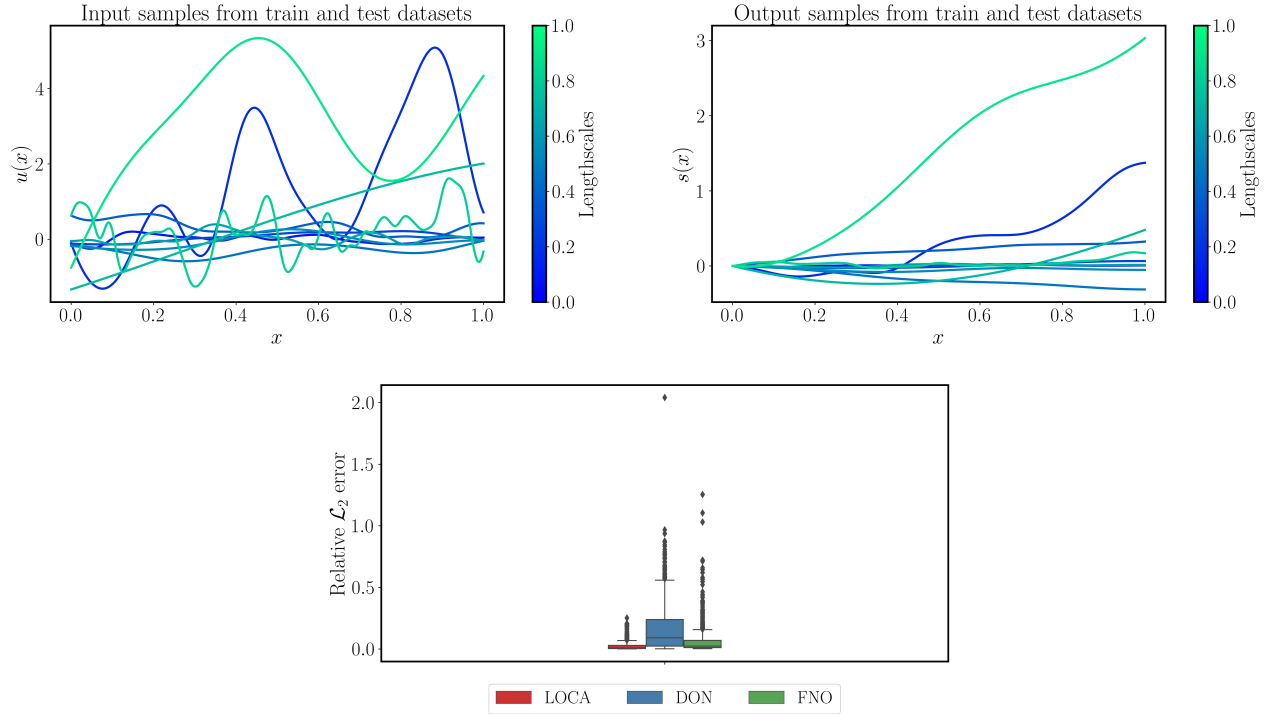 Input samples from train and test datasets
u(x)
4
2
0
0.0 0.2 0.4 0.6 0.8 1.0
x
1.0
0.8
0.6
0.4
0.2
0.0
Lengthscales
Output samples from train and test datasets
s(x)
3
2
1
0
0.0 0.2 0.4 0.6 0.8 1.0
x
1.0
0.8
0.6
0.4
0.2
0.0
Lengthscales
Relative 𝓛₂ error
2.0
1.5
1.0
0.5
0.0
LOCA DON FNO